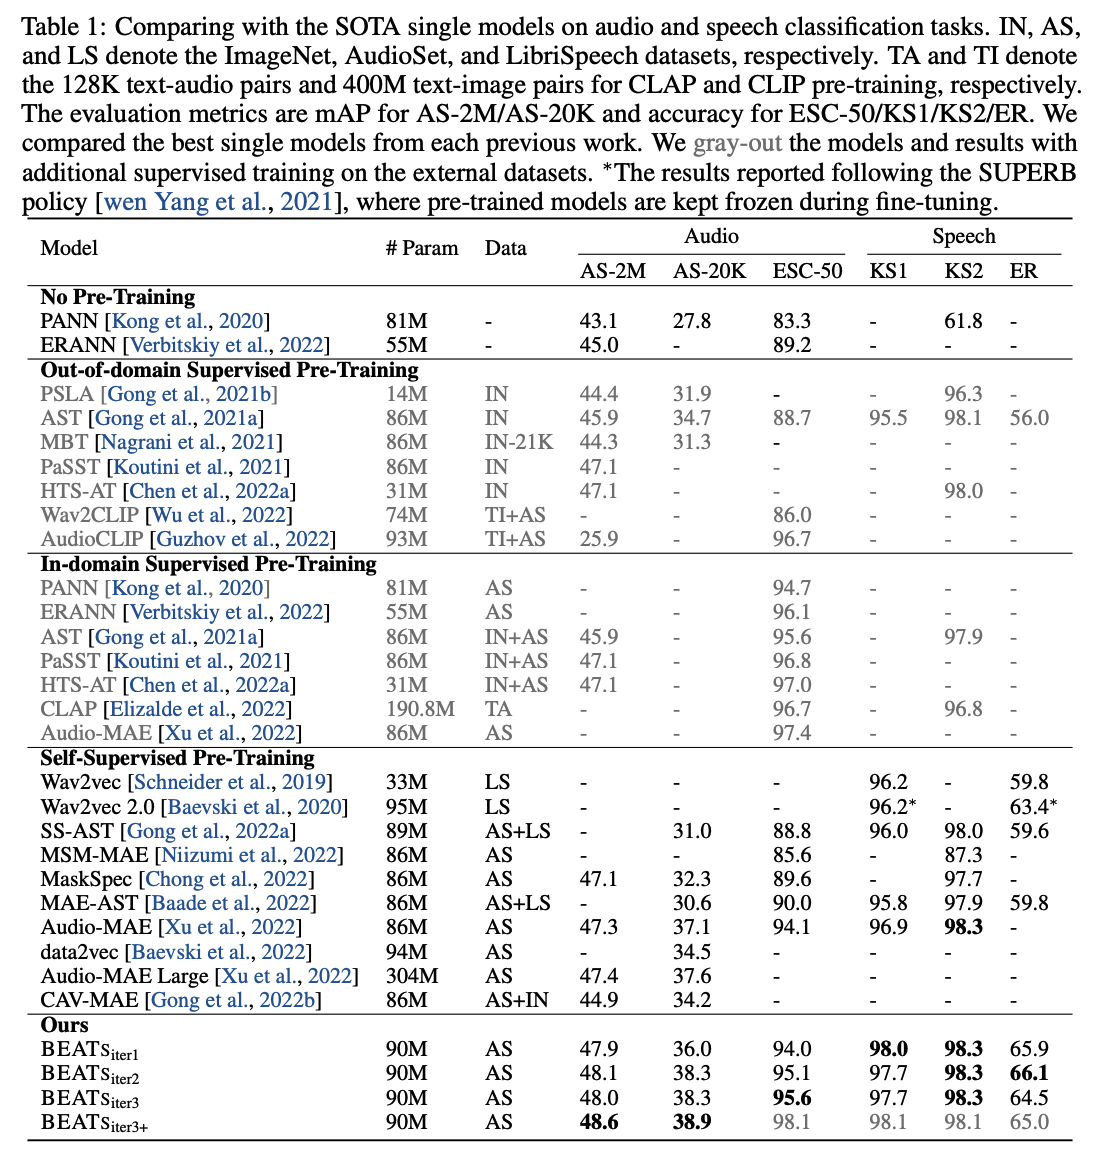 Table 1: Comparing with the SOTA single models on audio and speech classification tasks. IN, AS,
and LS denote the ImageNet, AudioSet, and LibriSpeech datasets, respectively. TA and TI denote
the 128K text-audio pairs and 400M text-image pairs for CLAP and CLIP pre-training, respectively.
The evaluation metrics are mAP for AS-2M/AS-20K and accuracy for ESC-50/KS1/KS2/ER. We
compared the best single models from each previous work. We gray-out the models and results with
additional supervised training on the external datasets. *The results reported following the SUPERB
policy [wen Yang et al., 2021], where pre-trained models are kept frozen during fine-tuning.
Model # Param Data Audio Speech
AS-2M AS-20K ESC-50 KS1 KS2 ER
No Pre-Training
PANN [Kong et al., 2020] 81M - 43.1 27.8 83.3 - 61.8 -
ERANN [Verbitskiy et al., 2022] 55M - 45.0 - 89.2 - - -
Out-of-domain Supervised Pre-Training
PSLA [Gong et al., 2021b] 14M IN 44.4 31.9 - - 96.3 -
AST [Gong et al., 2021a] 86M IN 45.9 34.7 88.7 95.5 98.1 56.0
MBT [Nagrani et al., 2021] 86M IN-21K 44.3 31.3 - - - -
PaSST [Koutini et al., 2021] 86M IN 47.1 - - - - -
HTS-AT [Chen et al., 2022a] 31M IN 47.1 - - - 98.0 -
Wav2CLIP [Wu et al., 2022] 74M TI+AS - - 86.0 - - -
AudioCLIP [Guzhov et al., 2022] 93M TI+AS 25.9 - 96.7 - - -
In-domain Supervised Pre-Training
PANN [Kong et al., 2020] 81M AS - - 94.7 - - -
ERANN [Verbitskiy et al., 2022] 55M AS - - 96.1 - - -
AST [Gong et al., 2021a] 86M IN+AS 45.9 - 95.6 - 97.9 -
PaSST [Koutini et al., 2021] 86M IN+AS 47.1 - 96.8 - - -
HTS-AT [Chen et al., 2022a] 31M IN+AS 47.1 - 97.0 - - -
CLAP [Elizalde et al., 2022] 190.8M TA - - 96.7 - 96.8 -
Audio-MAE [Xu et al., 2022] 86M AS - - 97.4 - - -
Self-Supervised Pre-Training
Wav2vec [Schneider et al., 2019] 33M LS - - - 96.2 - 59.8
Wav2vec 2.0 [Baevski et al., 2020] 95M LS - - - 96.2* - 63.4*
SS-AST [Gong et al., 2022a] 89M AS+LS - 31.0 88.8 96.0 98.0 59.6
MSM-MAE [Niizumi et al., 2022] 86M AS - - 85.6 - 87.3 -
MaskSpec [Chong et al., 2022] 86M AS 47.1 32.3 89.6 - 97.7 -
MAE-AST [Baade et al., 2022] 86M AS+LS - 30.6 90.0 95.8 97.9 59.8
Audio-MAE [Xu et al., 2022] 86M AS 47.3 37.1 94.1 96.9 98.3 -
data2vec [Baevski et al., 2022] 94M AS - 34.5 - - - -
Audio-MAE Large [Xu et al., 2022] 304M AS 47.4 37.6 - - - -
CAV-MAE [Gong et al., 2022b] 86M AS+IN 44.9 34.2 - - - -
Ours
BEATSiter1 90M AS 47.9 36.0 94.0 98.0 98.3 65.9
BEATSiter2 90M AS 48.1 38.3 95.1 97.7 98.3 66.1
BEATSiter3 90M AS 48.0 38.3 95.6 97.7 98.3 64.5
BEATSiter3+ 90M AS 48.6 38.9 98.1 98.1 98.1 65.0